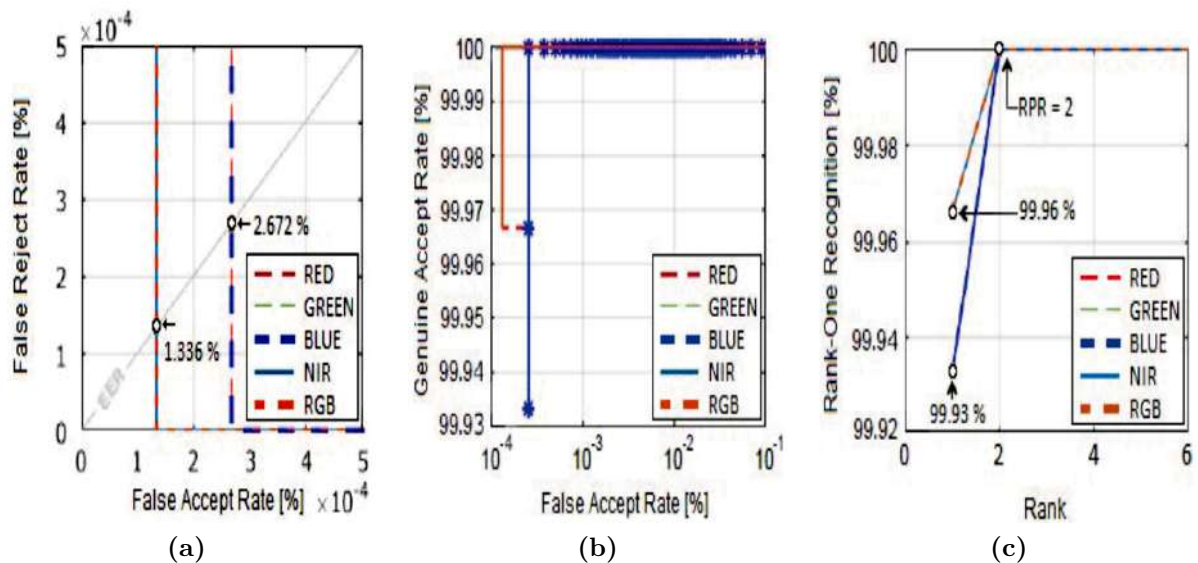 × 10⁻⁴
5
4
3
2
1
0
False Reject Rate [%]
2.672 %
1.336 %
EER
RED
GREEN
BLUE
NIR
RGB
0 1 2 3 4 5
False Accept Rate [%] × 10⁻⁴
(a)
100
99.99
99.98
99.97
99.96
99.95
99.94
99.93
Genuine Accept Rate [%]
RED
GREEN
BLUE
NIR
RGB
10⁻⁴ 10⁻³ 10⁻² 10⁻¹
False Accept Rate [%]
(b)
100
99.98
99.96
99.94
99.92
Rank-One Recognition [%]
RPR = 2
99.96 %
99.93 %
RED
GREEN
BLUE
NIR
RGB
0 2 4 6
Rank
(c)